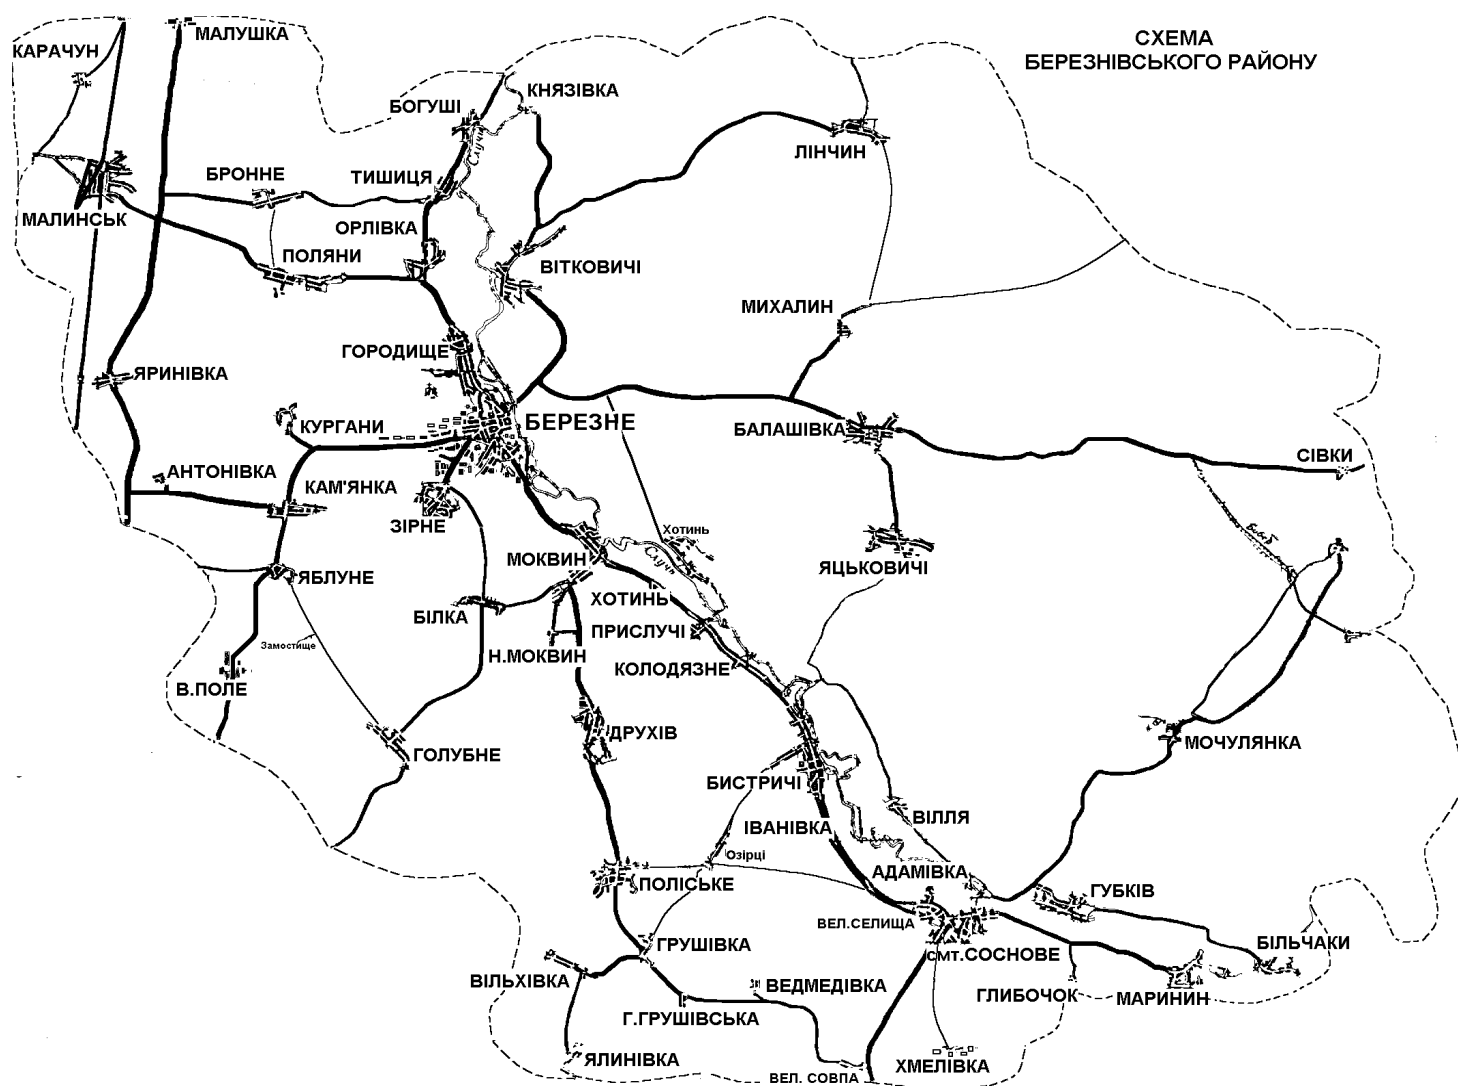 СХЕМА
БЕРЕЗНІВСЬКОГО РАЙОНУ
МАЛУШКА
КАРАЧУН
КНЯЗІВКА
БОГУШІ
Случ
ЛІНЧИН
БРОННЕ
ТИШИЦЯ
МАЛИНСЬК
ОРЛІВКА
ПОЛЯНИ
ВІТКОВИЧІ
МИХАЛИН
ГОРОДИЩЕ
ЯРИНІВКА
КУРГАНИ
БЕРЕЗНЕ
БАЛАШІВКА
СІВКИ
АНТОНІВКА
КАМ'ЯНКА
ЗІРНЕ
Хотинь
МОКВИН
Случь
ЯЦЬКОВИЧІ
ЯБЛУНЕ
ХОТИНЬ
БІЛКА
ПРИСЛУЧІ
Замостище
Н.МОКВИН
КОЛОДЯЗНЕ
В.ПОЛЕ
ДРУХІВ
МОЧУЛЯНКА
ГОЛУБНЕ
БИСТРИЧІ
ВІЛЛЯ
ІВАНІВКА
Озірці
АДАМІВКА
ПОЛІСЬКЕ
ГУБКІВ
ВЕЛ.СЕЛИЩА
ГРУШІВКА
БІЛЬЧАКИ
смт.СОСНОВЕ
ВІЛЬХІВКА
ВЕДМЕДІВКА
ГЛИБОЧОК
МАРИНИН
Г.ГРУШІВСЬКА
ЯЛИНІВКА
ХМЕЛІВКА
ВЕЛ. СОВПА